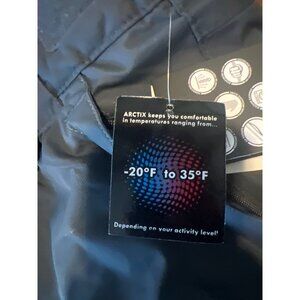 ARCTIX keeps you comfortable
in temperatures ranging from...
-20°F to 35°F
Depending on your activity level!